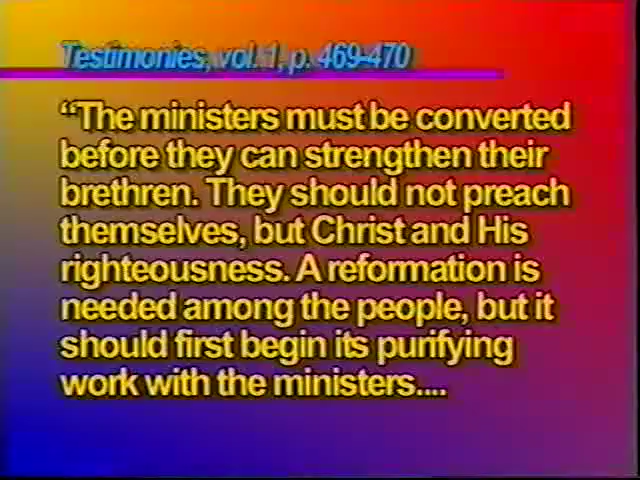 Testimonies, vol. 1, p. 469-470
“The ministers must be converted
before they can strengthen their
brethren. They should not preach
themselves, but Christ and His
righteousness. A reformation is
needed among the people, but it
should first begin its purifying
work with the ministers....